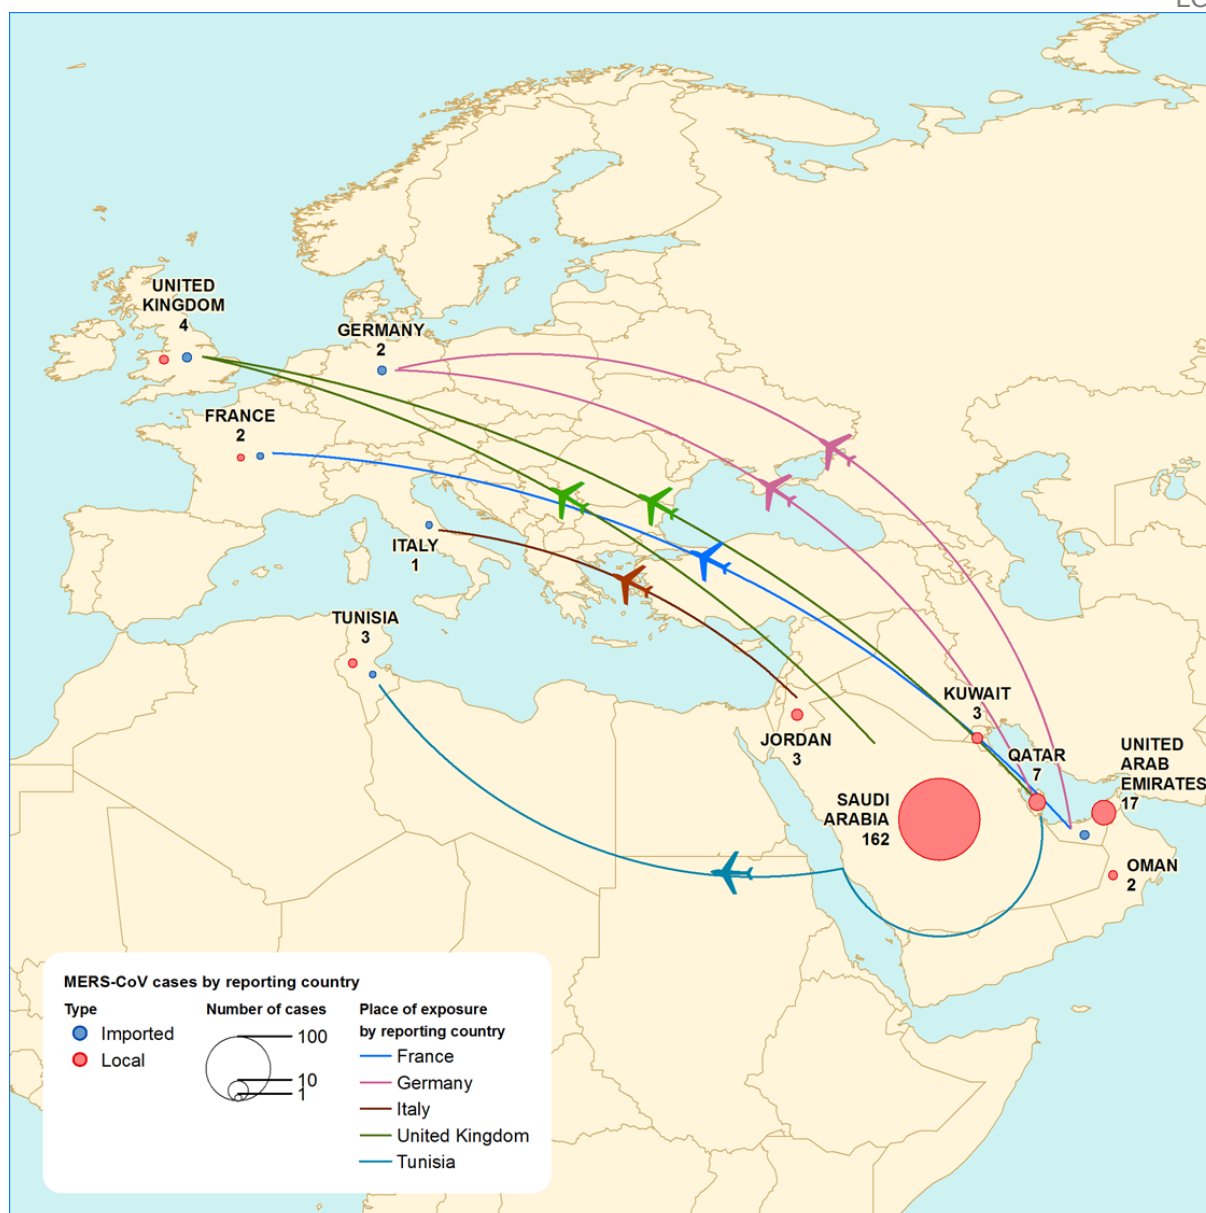 UNITED
KINGDOM
4
GERMANY
2
FRANCE
2
ITALY
1
TUNISIA
3
KUWAIT
3
JORDAN
3
QATAR
7
UNITED
ARAB
EMIRATES
17
SAUDI
ARABIA
162
OMAN
2
MERS-CoV cases by reporting country
Type
Imported
Local
Number of cases
100
10
1
Place of exposure
by reporting country
France
Germany
Italy
United Kingdom
Tunisia